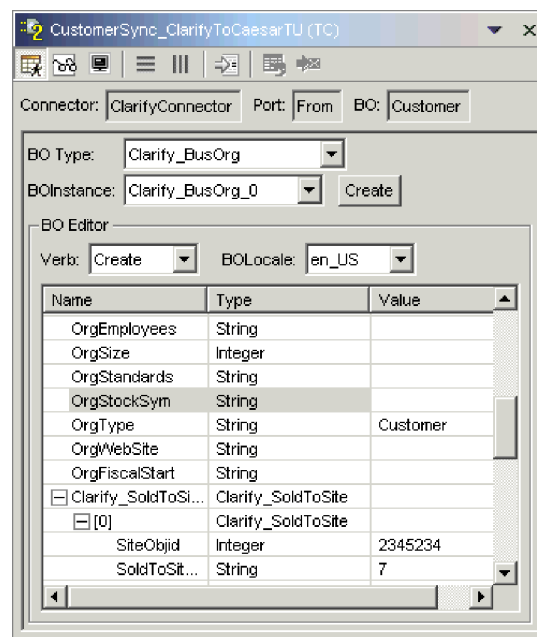 CustomerSync_ClarifyToCaesarTU (TC)
Connector: ClarifyConnector Port: From BO: Customer
BO Type: Clarify_BusOrg
BOInstance: Clarify_BusOrg_0 Create
BO Editor
Verb: Create BOLocale: en_US
Name Type Value
OrgEmployees String
OrgSize Integer
OrgStandards String
OrgStockSym String
OrgType String Customer
OrgWebSite String
OrgFiscalStart String
Clarify_SoldToSi... Clarify_SoldToSite
[0] Clarify_SoldToSite
SiteObjid Integer 2345234
SoldToSit... String 7